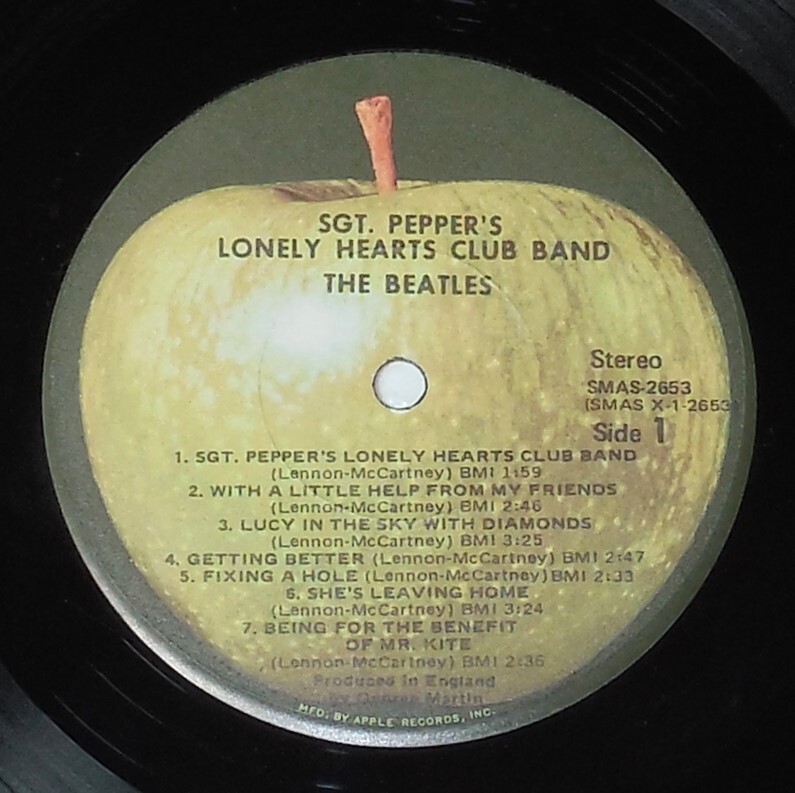 SGT. PEPPER'S
LONELY HEARTS CLUB BAND
THE BEATLES
Stereo
SMAS-2653
(SMAS X-1-2653)
Side 1
1. SGT. PEPPER'S LONELY HEARTS CLUB BAND
(Lennon-McCartney) BMI 1:59
2. WITH A LITTLE HELP FROM MY FRIENDS
(Lennon-McCartney) BMI 2:46
3. LUCY IN THE SKY WITH DIAMONDS
(Lennon-McCartney) BMI 3:25
4. GETTING BETTER (Lennon-McCartney) BMI 2:47
5. FIXING A HOLE (Lennon-McCartney) BMI 2:33
6. SHE'S LEAVING HOME
(Lennon-McCartney) BMI 3:24
7. BEING FOR THE BENEFIT
OF MR. KITE
(Lennon-McCartney) BMI 2:36
Produced in England
by George Martin
MFD. BY APPLE RECORDS, INC.